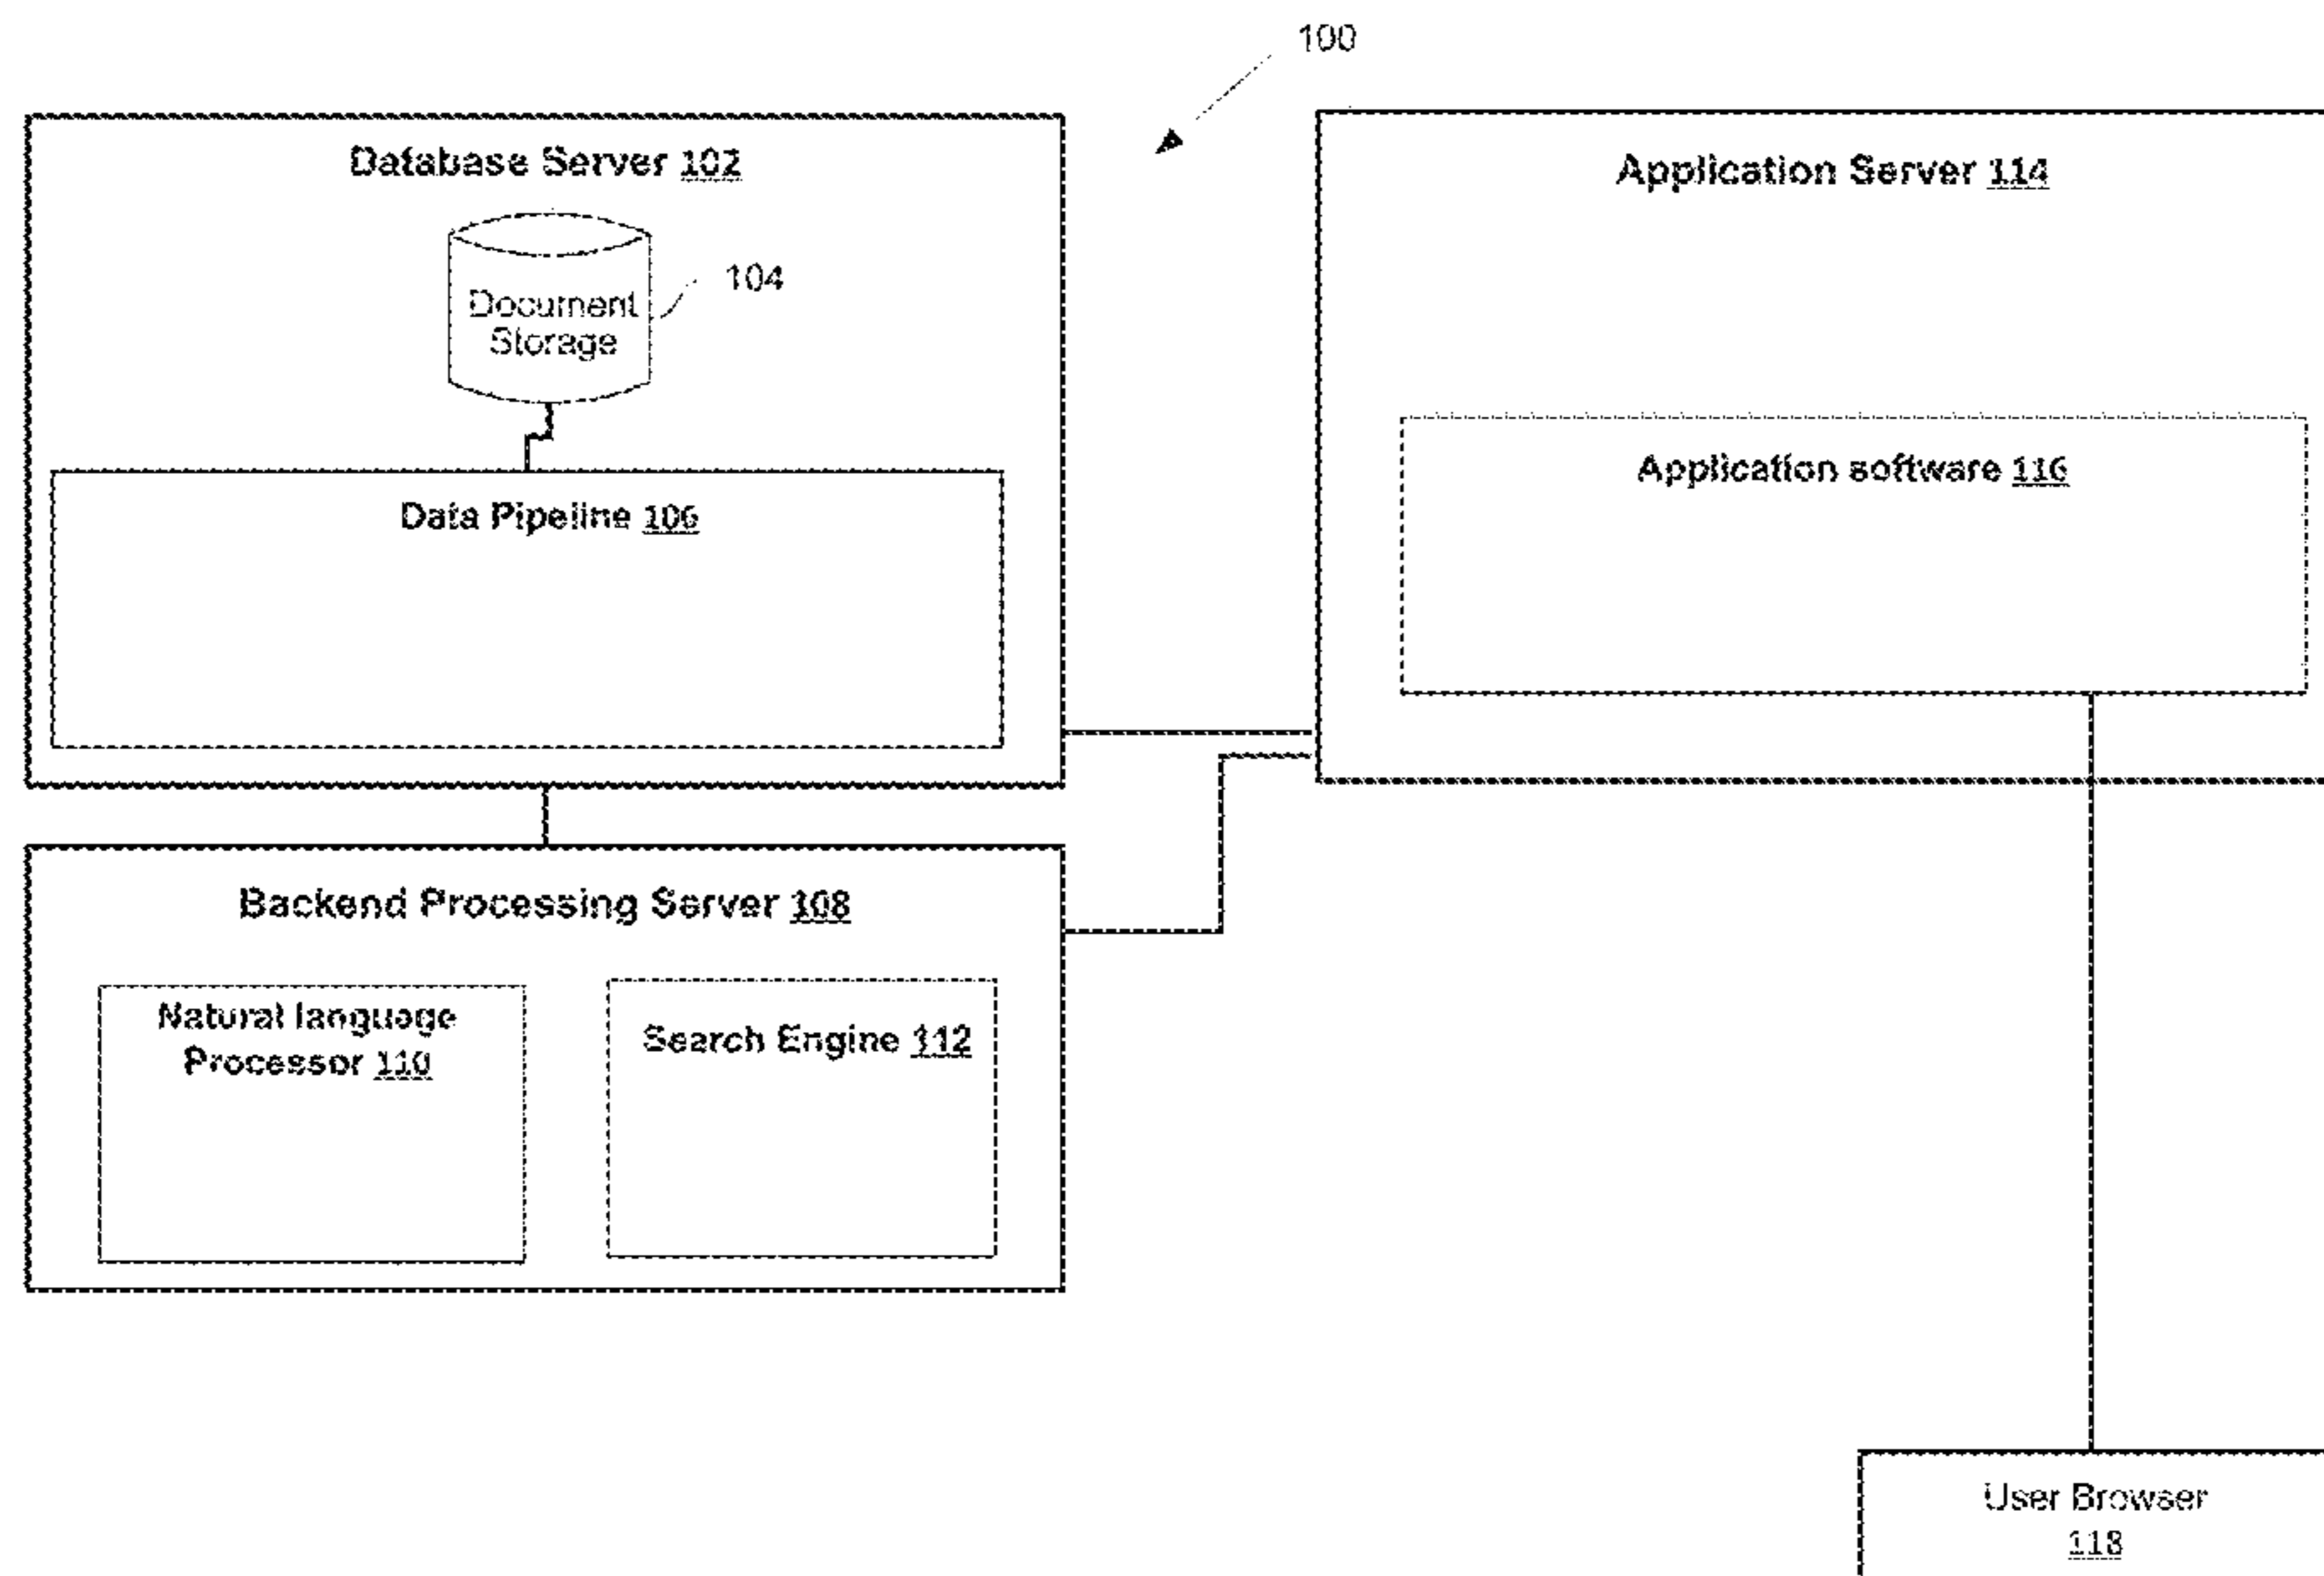 100
Database Server 102
Document
Storage
104
Data Pipeline 106
Application Server 114
Application software 116
Backend Processing Server 108
Natural language
Processor 110
Search Engine 112
User Browser
118